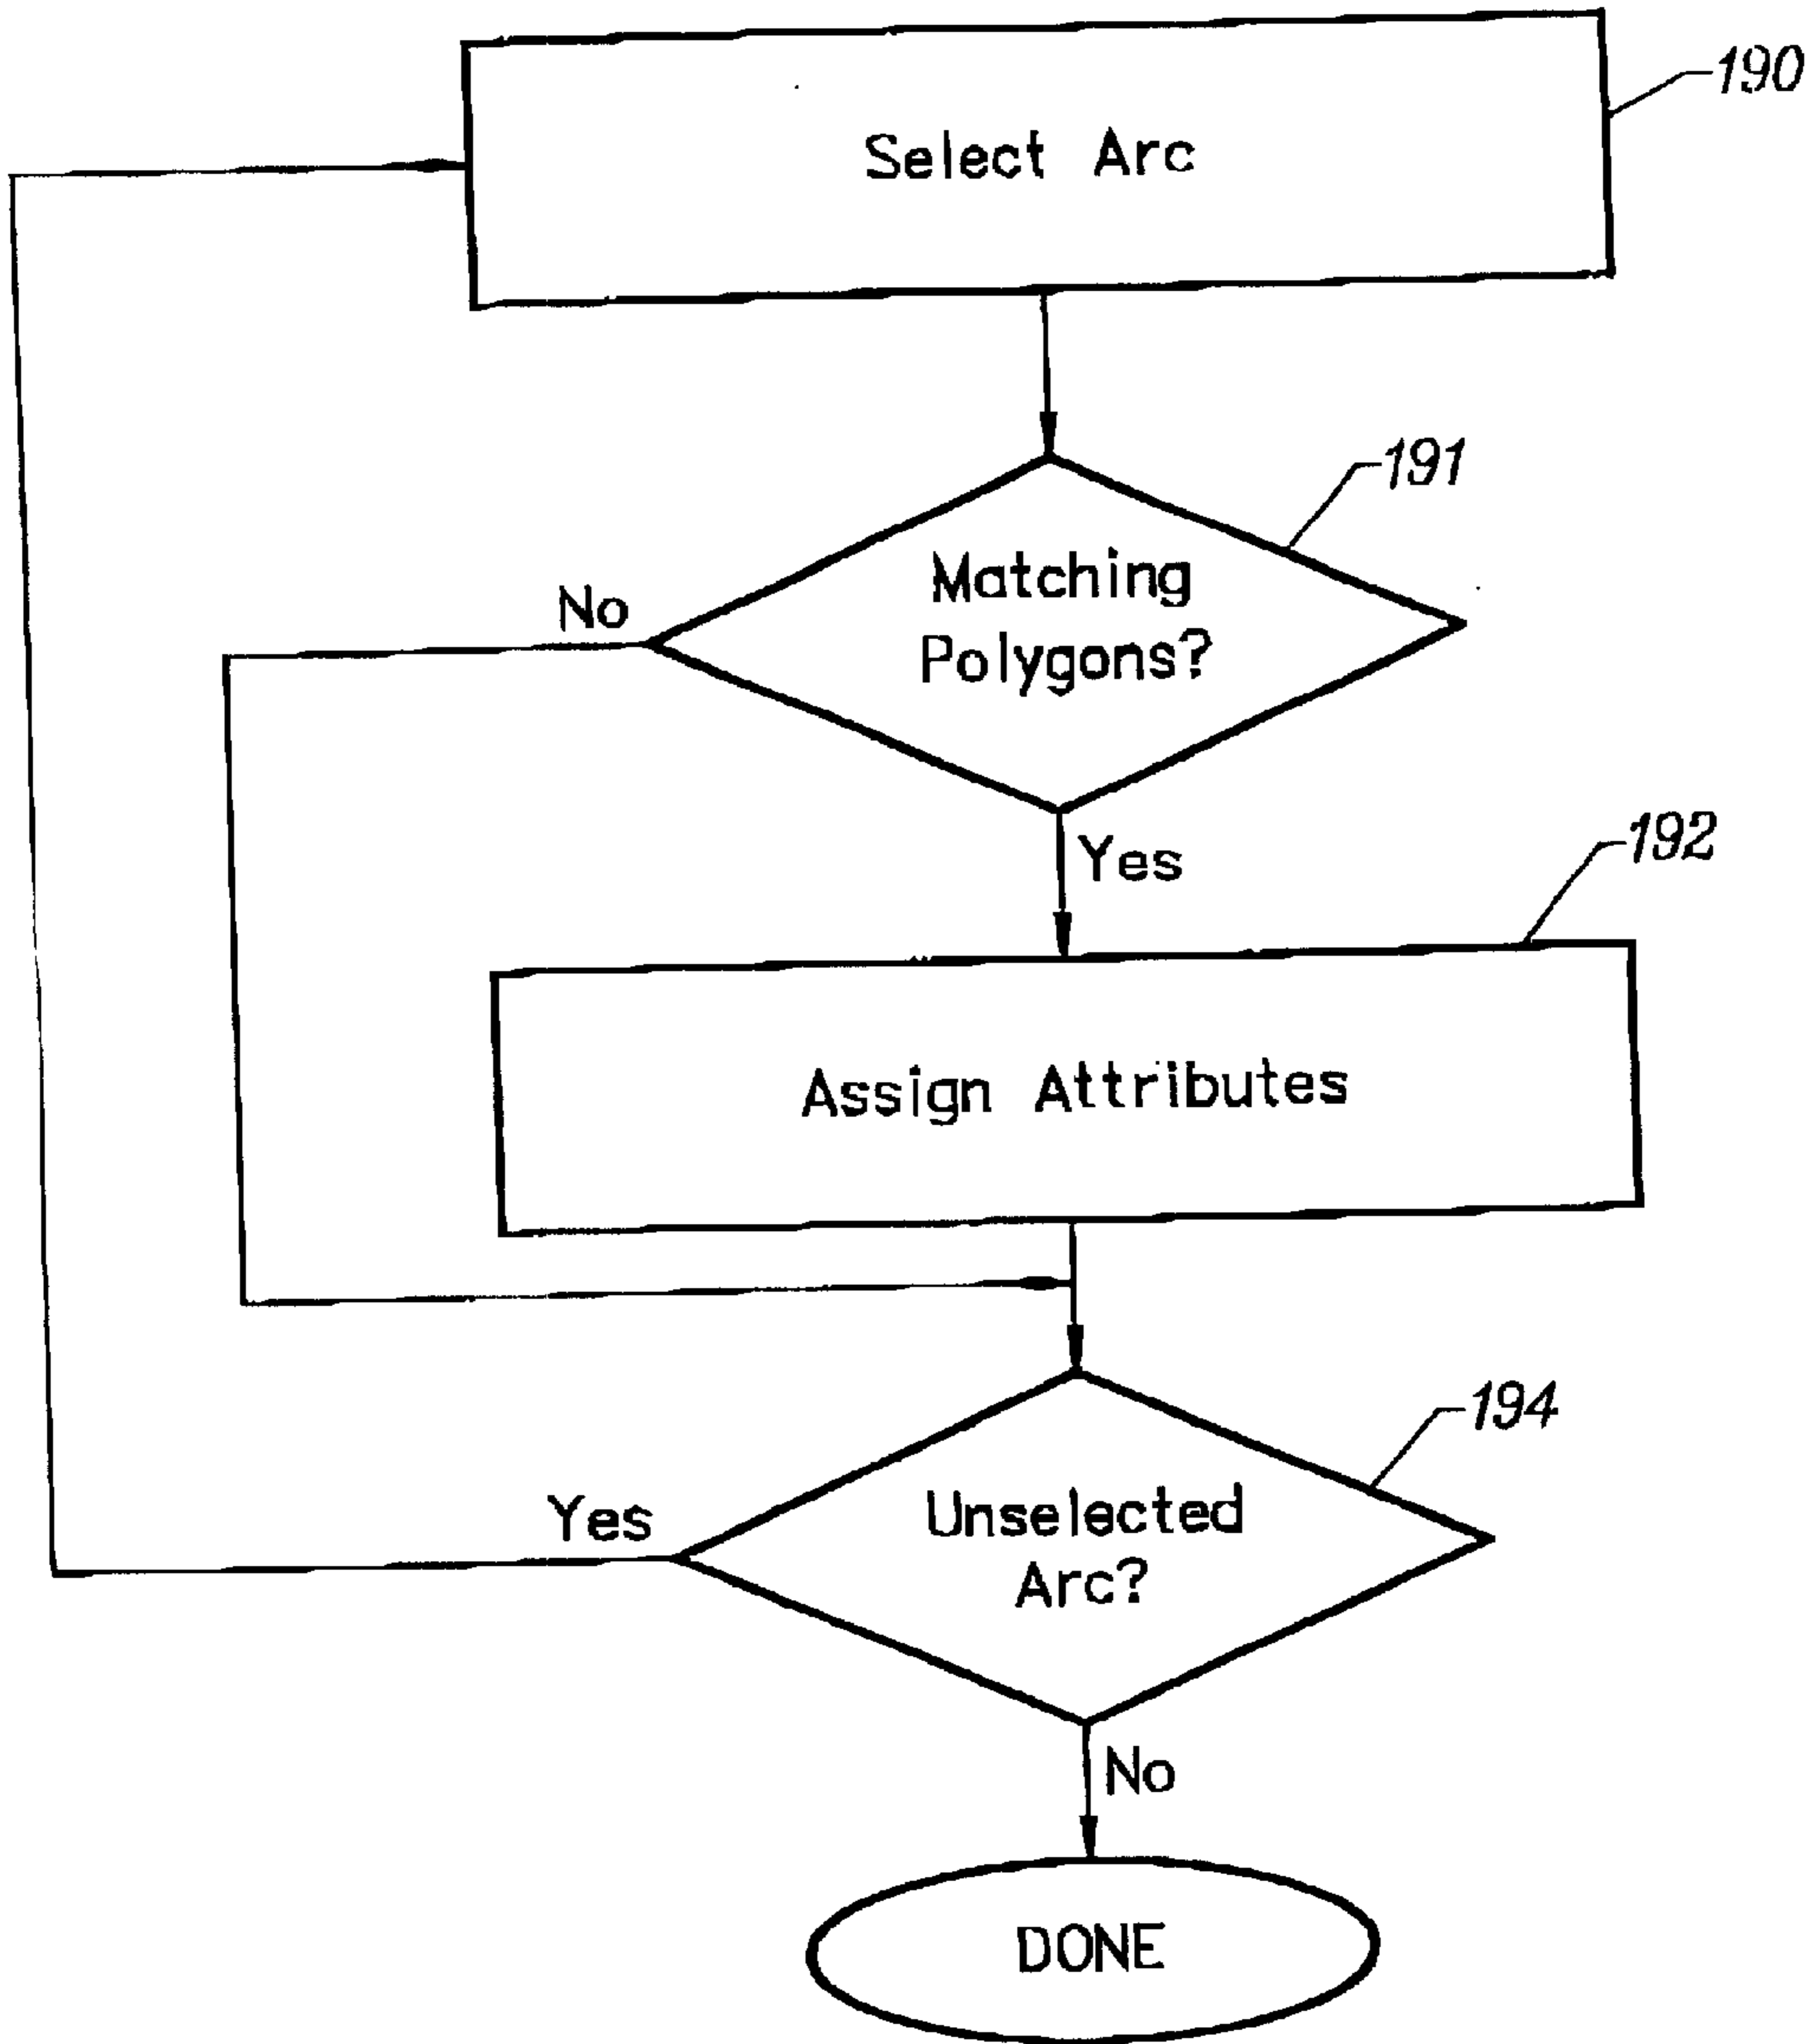 190
Select Arc
191
Matching
Polygons?
No
Yes
192
Assign Attributes
194
Unselected
Arc?
Yes
No
DONE